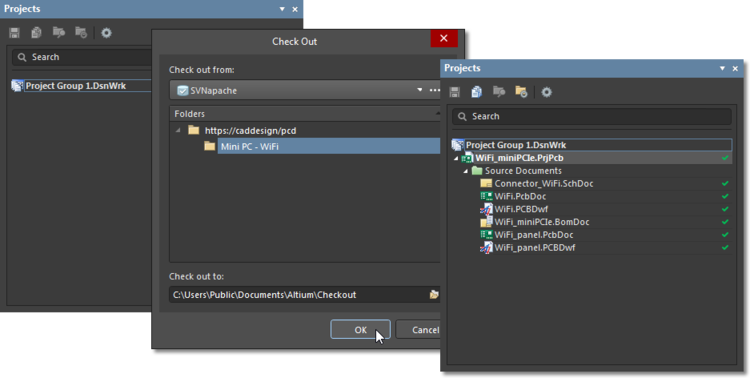 Projects
Search
Project Group 1.DsnWrk
Check Out
Check out from:
SVNapache
Folders
https://caddesign/pcd
Mini PC - WiFi
Check out to:
C:\Users\Public\Documents\Altium\Checkout
OK
Cancel
Projects
Search
Project Group 1.DsnWrk
WiFi_miniPCIe.PrjPcb
Source Documents
Connector_WiFi.SchDoc
WiFi.PcbDoc
WiFi.PCBDwf
WiFi_miniPCIe.BomDoc
WiFi_panel.PcbDoc
WiFi_panel.PCBDwf